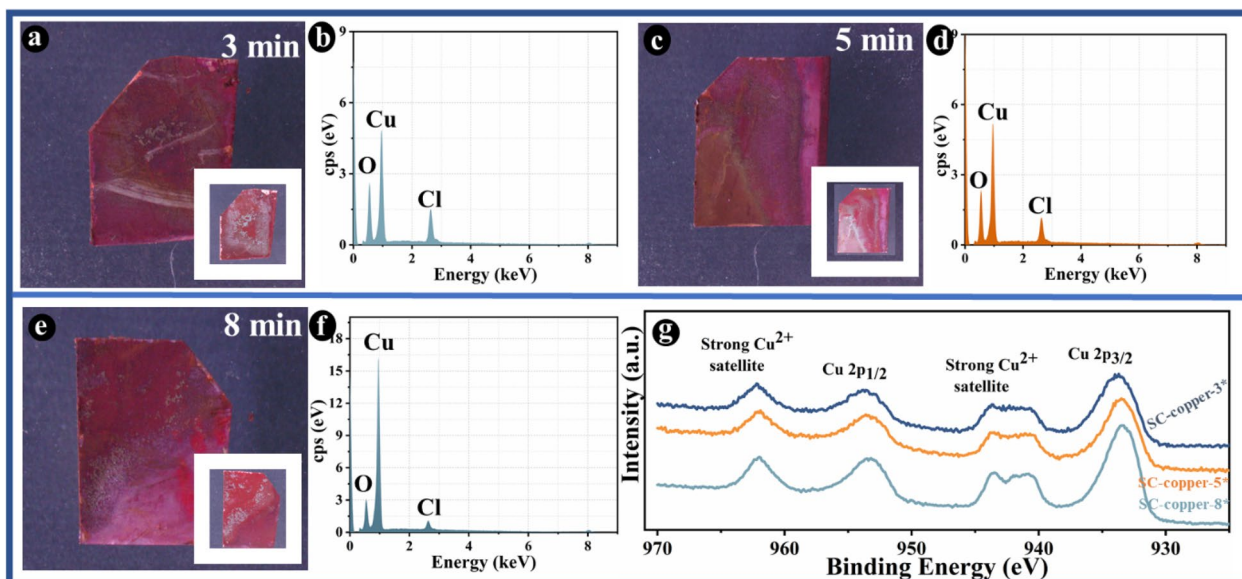 a
3 min
b
9
6
3
0
cps (eV)
O
Cu
Cl
0 2 4 6 8
Energy (keV)
c
5 min
d
9
6
3
0
cps (eV)
O
Cu
Cl
0 2 4 6 8
Energy (keV)
e
8 min
f
18
15
12
9
6
3
0
cps (eV)
O
Cu
Cl
0 2 4 6 8
Energy (keV)
g
Intensity (a.u.)
Strong Cu2+
satellite
Cu 2p1/2
Strong Cu2+
satellite
Cu 2p3/2
SC-copper-3*
SC-copper-5*
SC-copper-8*
970 960 950 940 930
Binding Energy (eV)